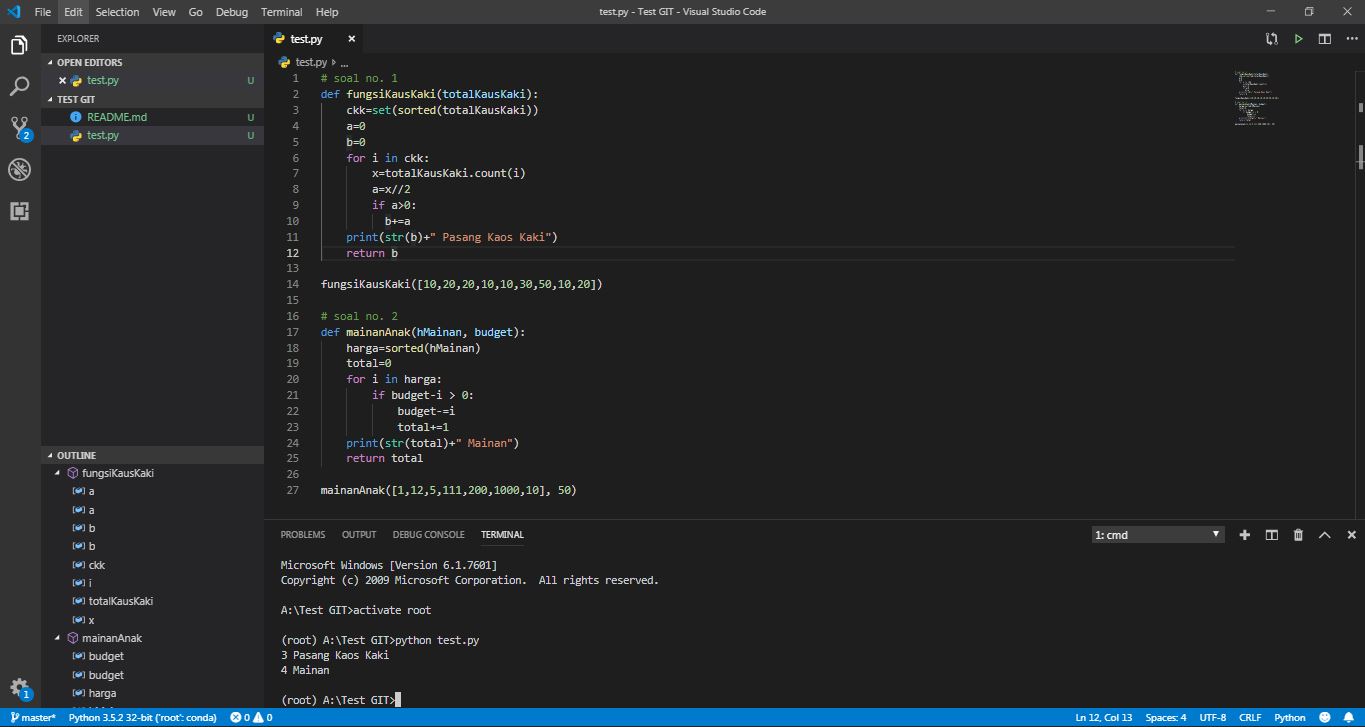 File Edit Selection View Go Debug Terminal Help
test.py - Test GIT - Visual Studio Code
EXPLORER
OPEN EDITORS
test.py U
TEST GIT
README.md U
test.py U
2
OUTLINE
fungsiKausKaki
a
a
b
b
ckk
i
totalKausKaki
x
mainanAnak
budget
budget
harga
1
test.py
test.py ...
1 # soal no. 1
2 def fungsiKausKaki(totalKausKaki):
3 ckk=set(sorted(totalKausKaki))
4 a=0
5 b=0
6 for i in ckk:
7 x=totalKausKaki.count(i)
8 a=x//2
9 if a>0:
10 b+=a
11 print(str(b)+" Pasang Kaos Kaki")
12 return b
13
14 fungsiKausKaki([10,20,20,10,10,30,50,10,20])
15
16 # soal no. 2
17 def mainanAnak(hMainan, budget):
18 harga=sorted(hMainan)
19 total=0
20 for i in harga:
21 if budget-i > 0:
22 budget-=i
23 total+=1
24 print(str(total)+" Mainan")
25 return total
26
27 mainanAnak([1,12,5,111,200,1000,10], 50)
PROBLEMS OUTPUT DEBUG CONSOLE TERMINAL
1: cmd
Microsoft Windows [Version 6.1.7601]
Copyright (c) 2009 Microsoft Corporation. All rights reserved.
A:\Test GIT>activate root
(root) A:\Test GIT>python test.py
3 Pasang Kaos Kaki
4 Mainan
(root) A:\Test GIT>
master* Python 3.5.2 32-bit ('root': conda) 0 0
Ln 12, Col 13 Spaces: 4 UTF-8 CRLF Python